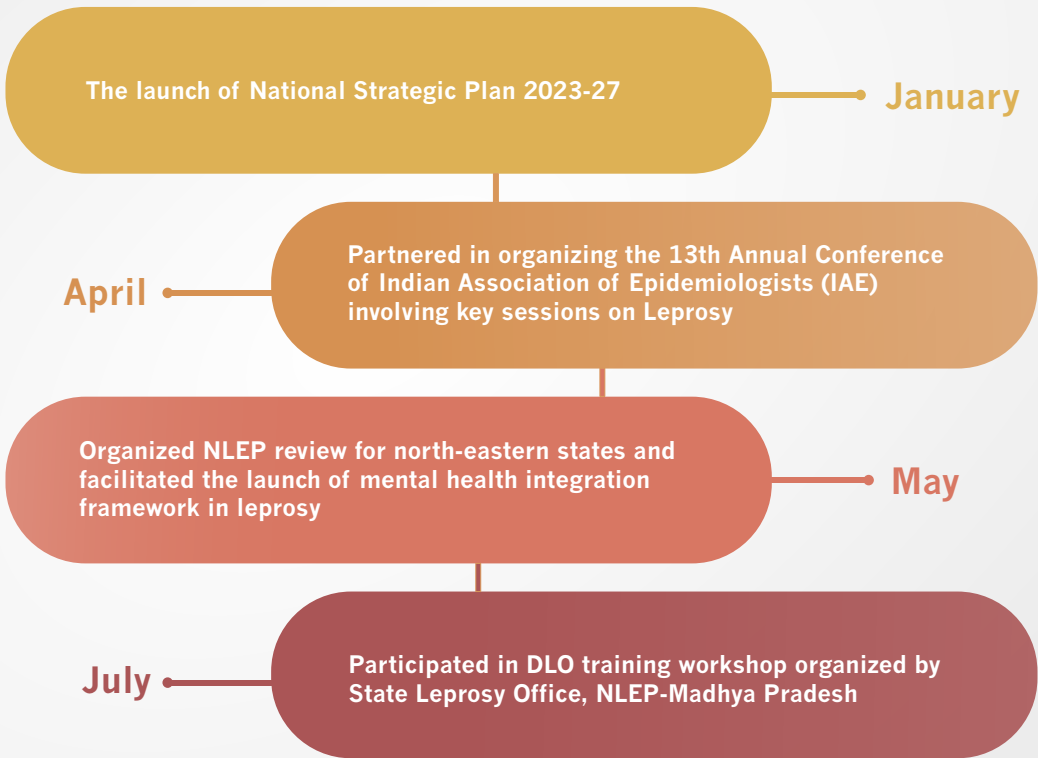 The launch of National Strategic Plan 2023-27
January
April
Partnered in organizing the 13th Annual Conference
of Indian Association of Epidemiologists (IAE)
involving key sessions on Leprosy
Organized NLEP review for north-eastern states and
facilitated the launch of mental health integration
framework in leprosy
May
July
Participated in DLO training workshop organized by
State Leprosy Office, NLEP-Madhya Pradesh